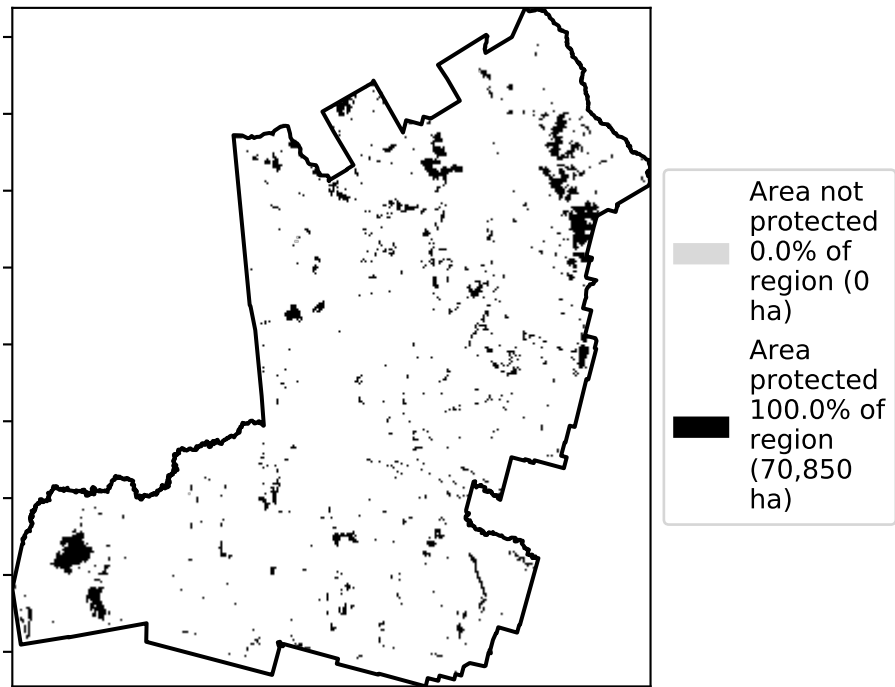 Area not
protected
0.0% of
region (0
ha)
Area
protected
100.0% of
region
(70,850
ha)